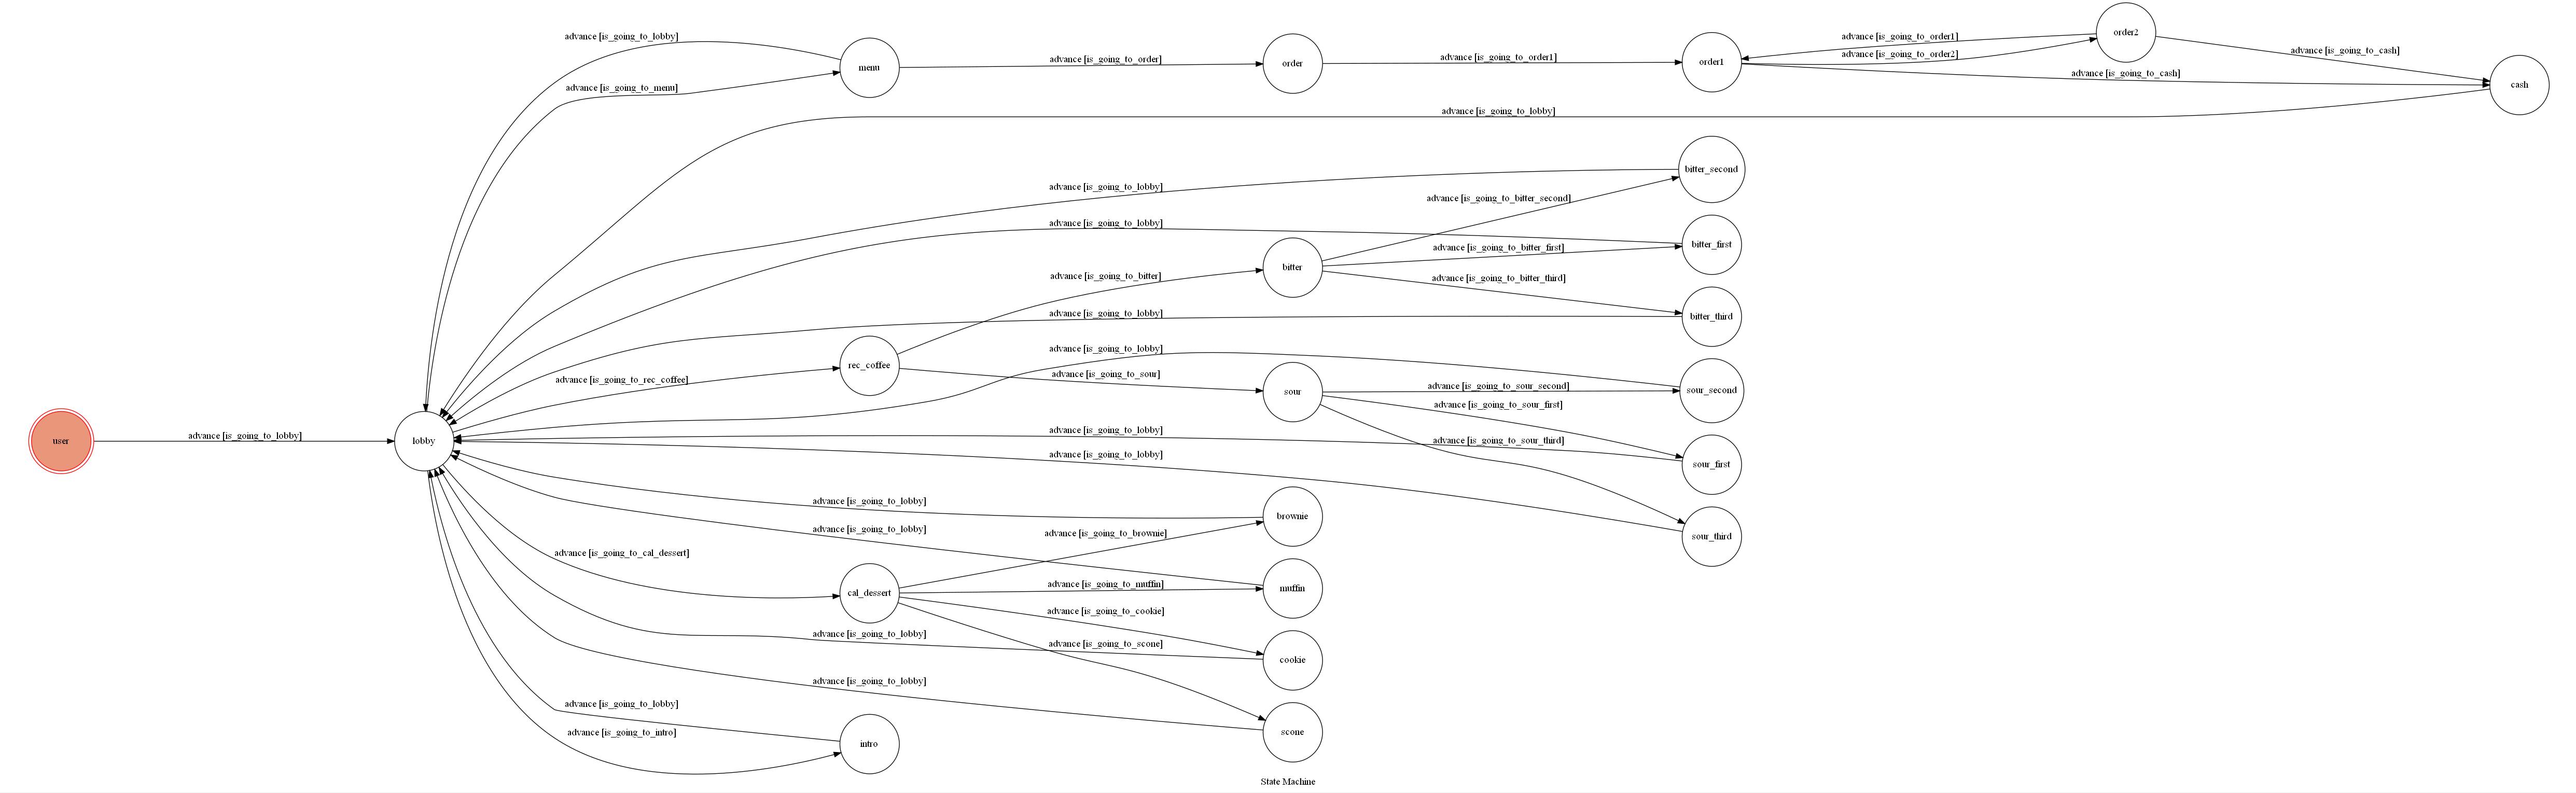 order2
advance [is_going_to_lobby]
advance [is_going_to_order1]
advance [is_going_to_cash]
advance [is_going_to_order2]
advance [is_going_to_order]
advance [is_going_to_order1]
menu
order
order1
advance [is_going_to_cash]
cash
advance [is_going_to_menu]
advance [is_going_to_lobby]
bitter_second
advance [is_going_to_lobby]
advance [is_going_to_bitter_second]
advance [is_going_to_lobby]
bitter_first
advance [is_going_to_bitter_first]
bitter
advance [is_going_to_bitter]
advance [is_going_to_bitter_third]
advance [is_going_to_lobby]
bitter_third
advance [is_going_to_lobby]
rec_coffee
advance [is_going_to_sour]
advance [is_going_to_rec_coffee]
advance [is_going_to_sour_second]
sour
sour_second
advance [is_going_to_sour_first]
advance [is_going_to_lobby]
advance [is_going_to_lobby]
advance [is_going_to_sour_third]
user
lobby
advance [is_going_to_lobby]
sour_first
advance [is_going_to_lobby]
brownie
advance [is_going_to_lobby]
advance [is_going_to_brownie]
sour_third
advance [is_going_to_cal_dessert]
advance [is_going_to_muffin]
muffin
cal_dessert
advance [is_going_to_cookie]
advance [is_going_to_lobby]
advance [is_going_to_scone]
cookie
advance [is_going_to_lobby]
advance [is_going_to_lobby]
advance [is_going_to_intro]
scone
intro
State Machine